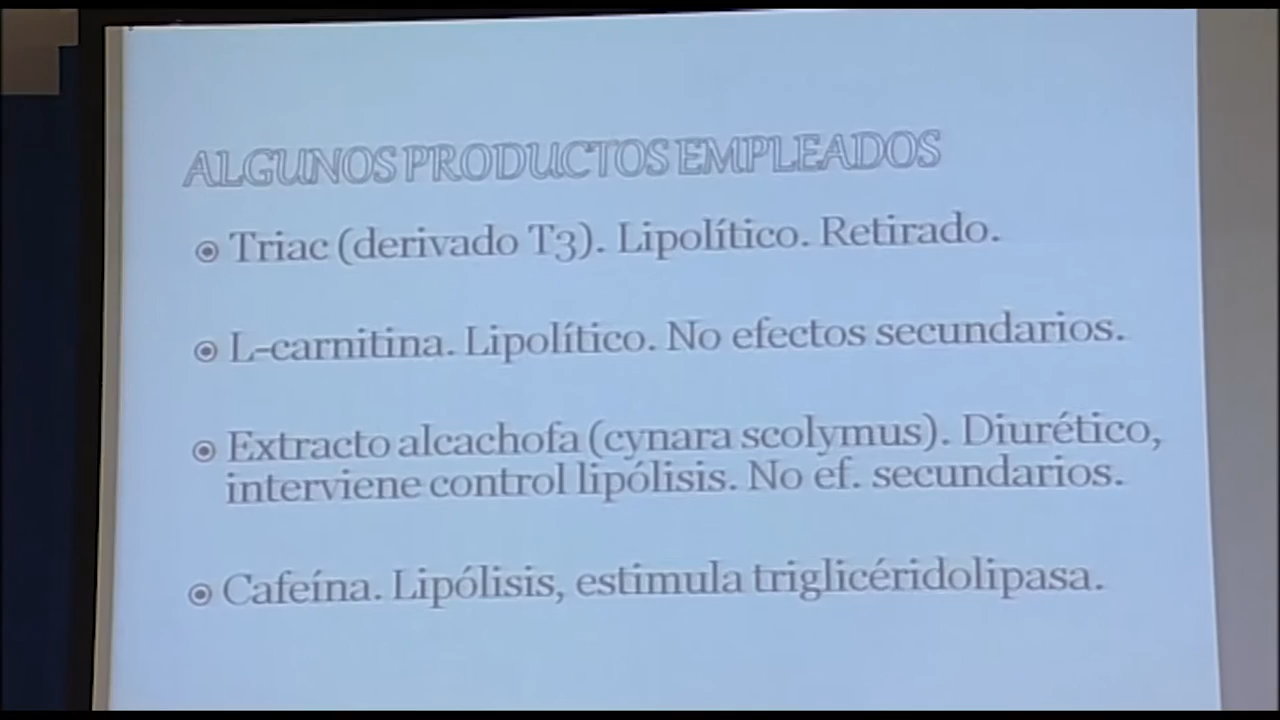 ALGUNOS PRODUCTOS EMPLEADOS
Triac (derivado T3). Lipolítico. Retirado.
L-carnitina. Lipolítico. No efectos secundarios.
Extracto alcachofa (cynara scolymus). Diurético,
interviene control lipólisis. No ef. secundarios.
Cafeína. Lipólisis, estimula triglicéridolipasa.